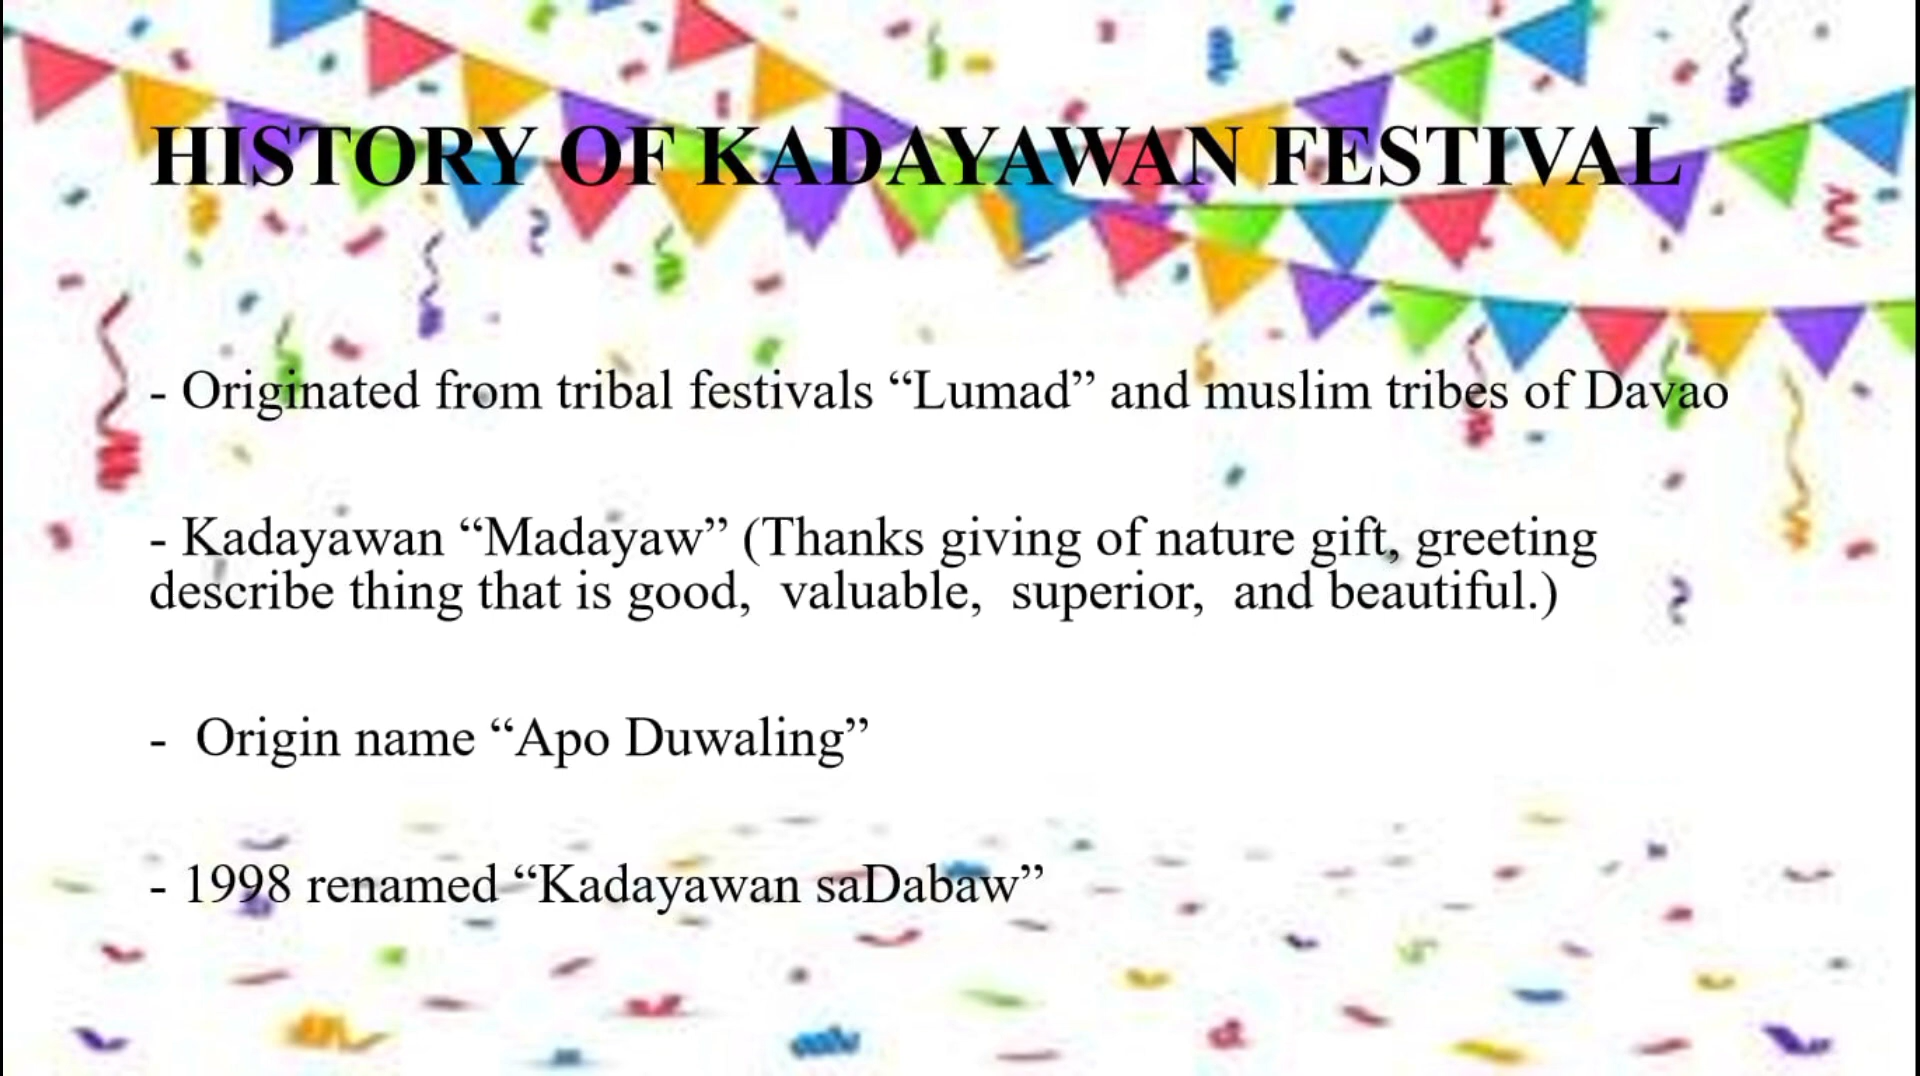 HISTORY OF KADAYAWAN FESTIVAL
- Originated from tribal festivals “Lumad” and muslim tribes of Davao
- Kadayawan “Madayaw” (Thanks giving of nature gift, greeting
describe thing that is good,  valuable,  superior,  and beautiful.)
-  Origin name “Apo Duwaling”
- 1998 renamed “Kadayawan saDabaw”